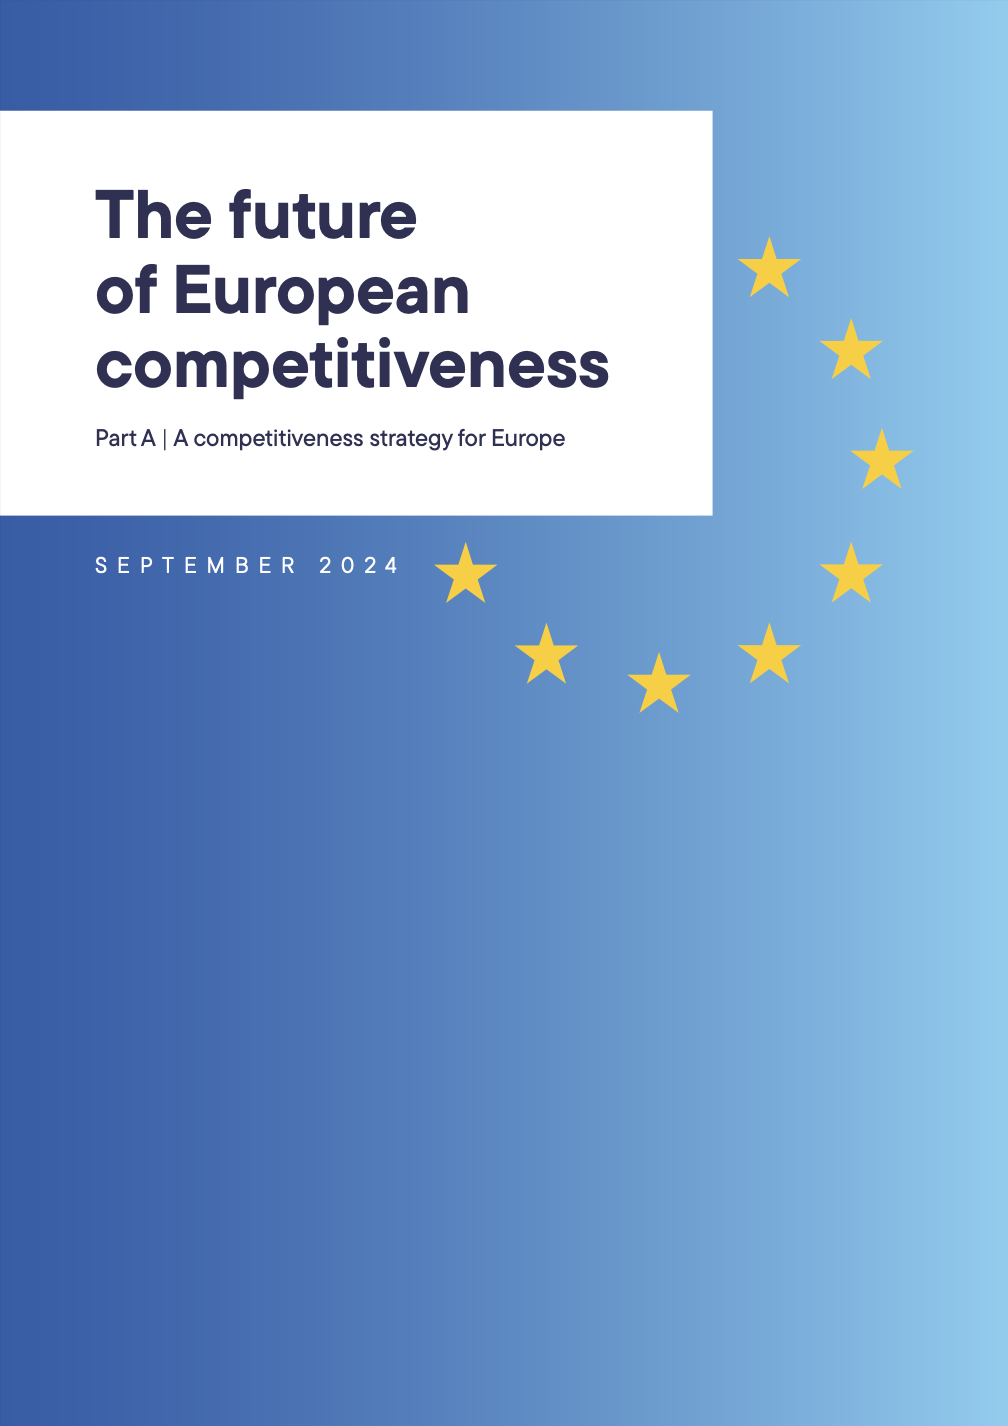 The future
of European
competitiveness
Part A | A competitiveness strategy for Europe
SEPTEMBER 2024